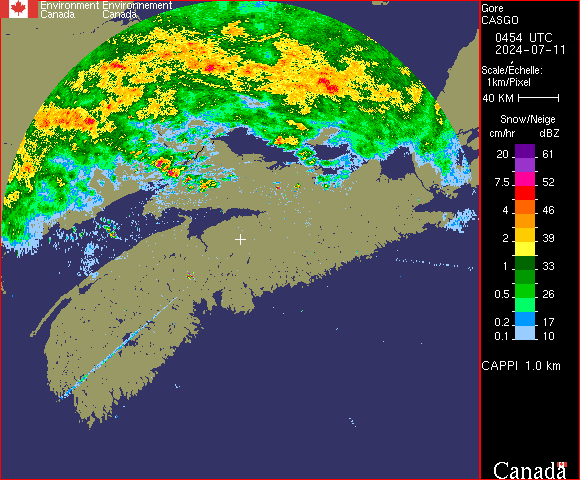 Environment Environnement
Canada Canada
Gore
CASGO
0454 UTC
2024-07-11
Scale/Échelle:
1km/Pixel
40 KM
Snow/Neige
cm/hr dBZ
20 61
7.5 52
4 46
2 39
1 33
0.5 26
0.2 17
0.1 10
CAPPI 1.0 km
Canada